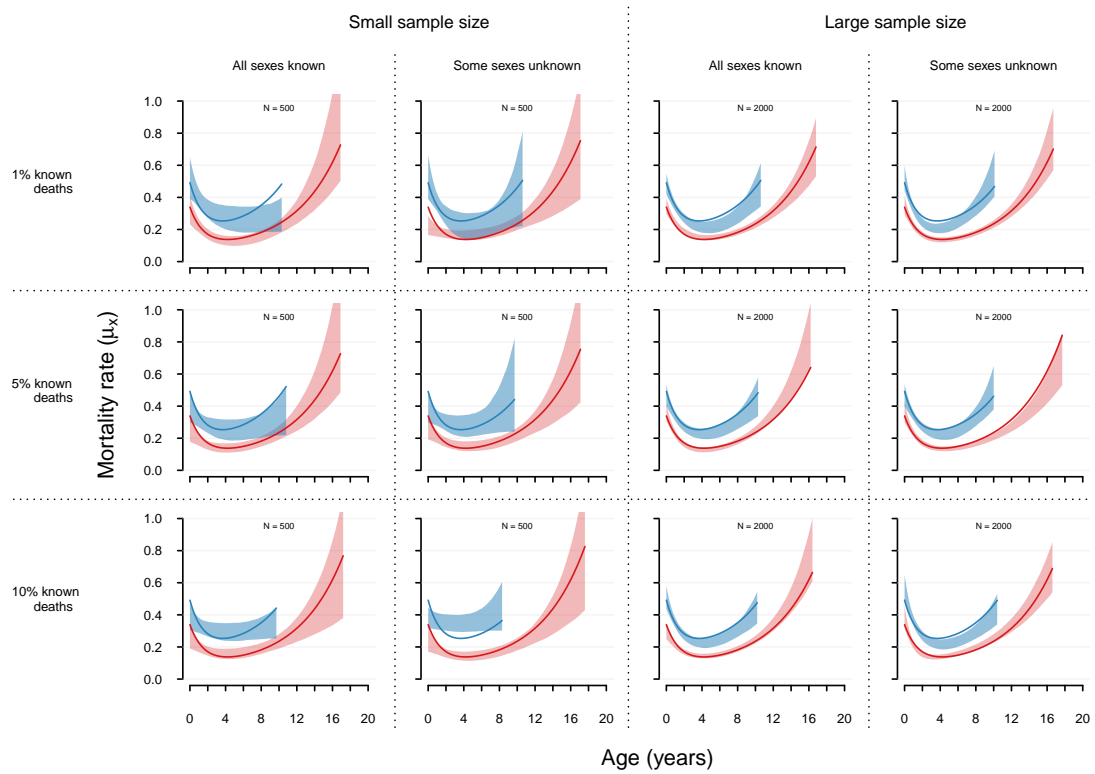 Small sample size
Large sample size
All sexes known
Some sexes unknown
All sexes known
Some sexes unknown
1% known
deaths
1.0
0.8
0.6
0.4
0.2
0.0
N = 500
N = 500
N = 2000
N = 2000
Mortality rate (μx)
5% known
deaths
1.0
0.8
0.6
0.4
0.2
0.0
N = 500
N = 500
N = 2000
N = 2000
10% known
deaths
1.0
0.8
0.6
0.4
0.2
0.0
N = 500
N = 500
N = 2000
N = 2000
0 4 8 12 16 20
0 4 8 12 16 20
0 4 8 12 16 20
0 4 8 12 16 20
Age (years)